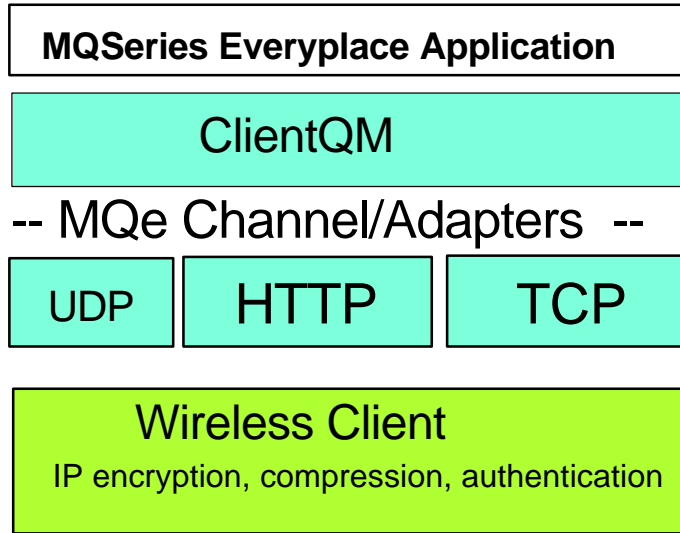 MQSeries Everyplace Application
ClientQM
-- MQe Channel/Adapters --
UDP HTTP TCP
Wireless Client
IP encryption, compression, authentication